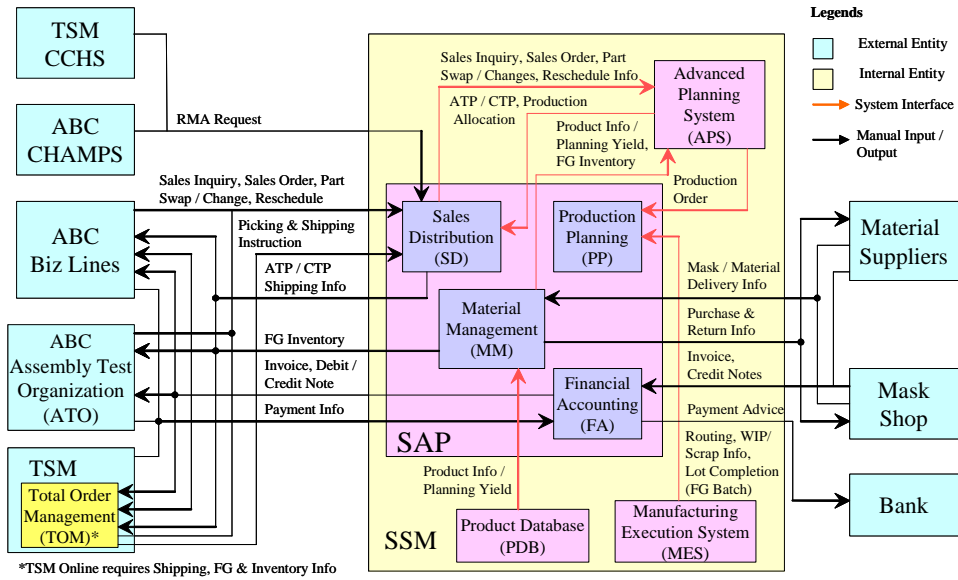 Legends
External Entity
Internal Entity
System Interface
Manual Input /
Output
TSM
CCHS
ABC
CHAMPS
RMA Request
Sales Inquiry, Sales Order, Part
Swap / Changes, Reschedule Info
ATP / CTP, Production
Allocation
Product Info /
Planning Yield,
FG Inventory
Advanced
Planning
System
(APS)
Production
Order
Sales Inquiry, Sales Order, Part
Swap / Change, Reschedule
ABC
Biz Lines
Picking & Shipping
Instruction
ATP / CTP
Shipping Info
Sales
Distribution
(SD)
Production
Planning
(PP)
Material
Suppliers
Mask / Material
Delivery Info
Material
Management
(MM)
Purchase &
Return Info
ABC
Assembly Test
Organization
(ATO)
FG Inventory
Invoice, Debit /
Credit Note
Payment Info
Financial
Accounting
(FA)
Invoice,
Credit Notes
Payment Advice
Mask
Shop
SAP
Routing, WIP/
Scrap Info,
Lot Completion
(FG Batch)
TSM
Total Order
Management
(TOM)*
Product Info /
Planning Yield
Bank
SSM
Product Database
(PDB)
Manufacturing
Execution System
(MES)
*TSM Online requires Shipping, FG & Inventory Info